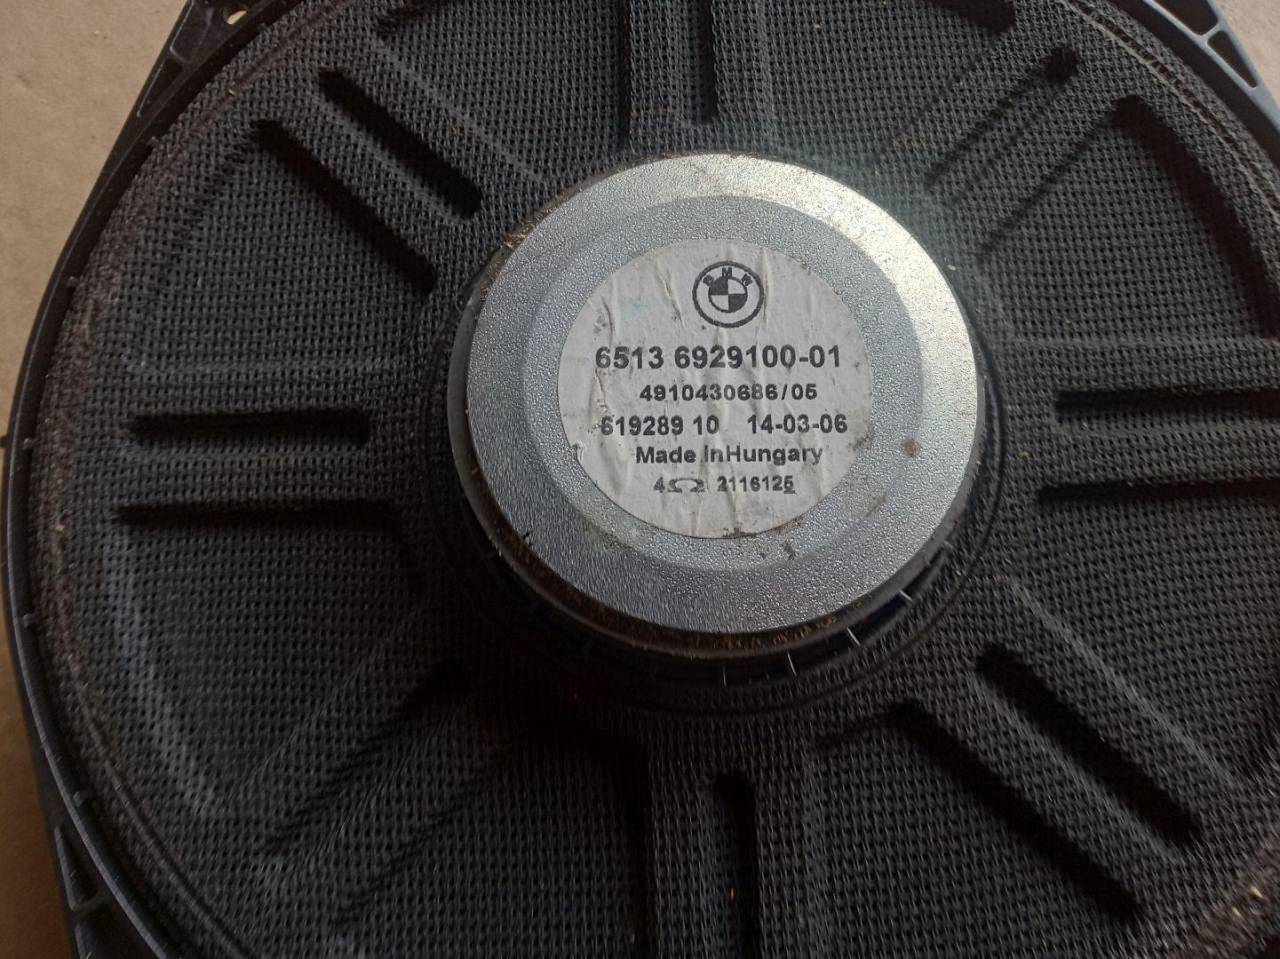 BMW
6513 6929100-01
4910430686/05
619289 10 14-03-06
Made InHungary
4Ω 2116125